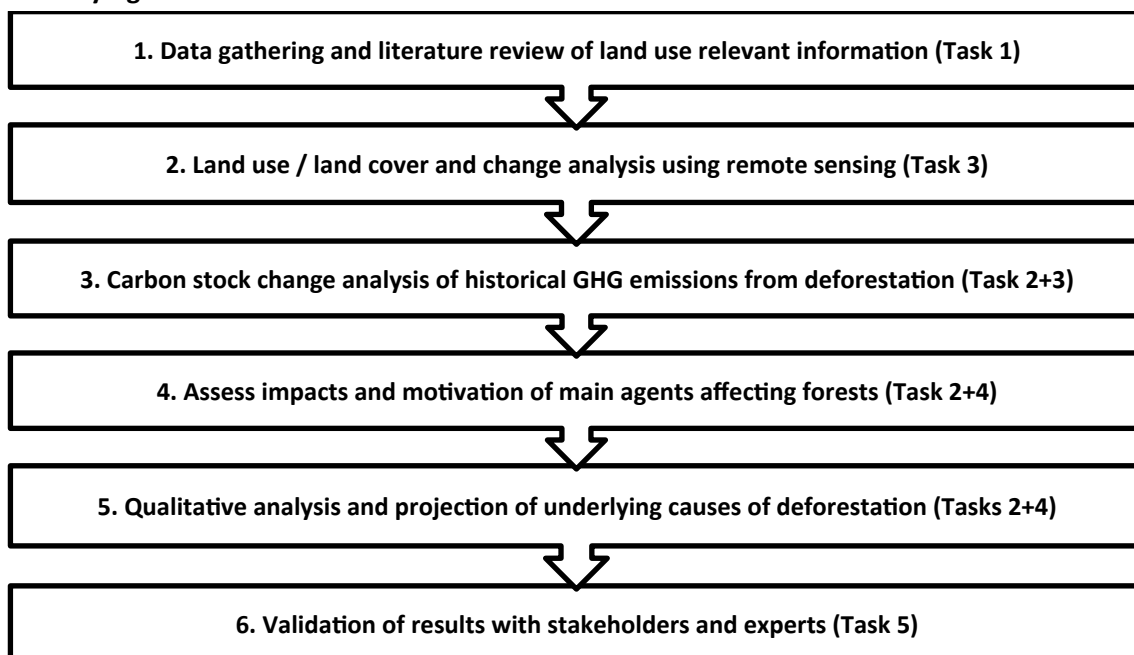 1. Data gathering and literature review of land use relevant information (Task 1)
2. Land use / land cover and change analysis using remote sensing (Task 3)
3. Carbon stock change analysis of historical GHG emissions from deforestation (Task 2+3)
4. Assess impacts and motivation of main agents affecting forests (Task 2+4)
5. Qualitative analysis and projection of underlying causes of deforestation (Tasks 2+4)
6. Validation of results with stakeholders and experts (Task 5)